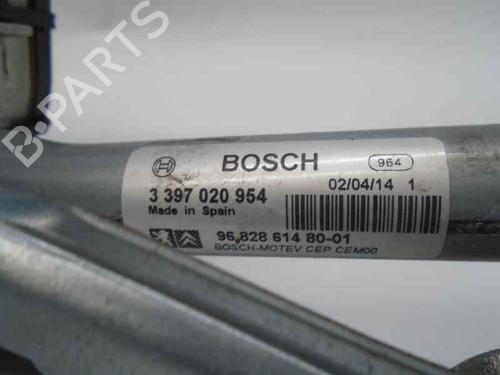 B-PARTS
BOSCH 964
3 397 020 954 02/04/14 1
Made in Spain
96 828 614 80-01
BOSCH-MOTEV CEP CEM00